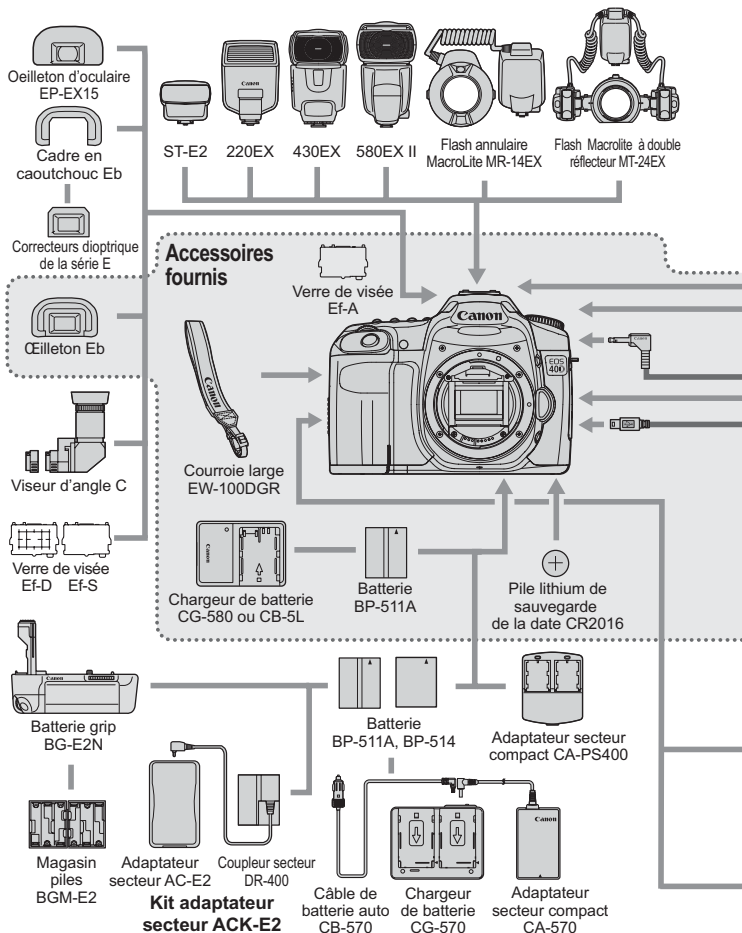 Oeilleton d'oculaire
EP-EX15
Cadre en
caoutchouc Eb
Correcteurs dioptrique
de la série E
Œilleton Eb
Viseur d'angle C
Verre de visée
Ef-D Ef-S
ST-E2 220EX 430EX 580EX II
Canon
Flash annulaire
MacroLite MR-14EX
Flash Macrolite à double
réflecteur MT-24EX
Accessoires
fournis
Verre de visée
Ef-A
Canon
EOS
40D
Canon
Courroie large
EW-100DGR
Canon
Chargeur de batterie
CG-580 ou CB-5L
Batterie
BP-511A
Pile lithium de
sauvegarde
de la date CR2016
Canon
Batterie grip
BG-E2N
Batterie
BP-511A, BP-514
Adaptateur secteur
compact CA-PS400
Magasin
piles
BGM-E2
Adaptateur
secteur AC-E2
Coupleur secteur
DR-400
Kit adaptateur
secteur ACK-E2
Câble de
batterie auto
CB-570
Chargeur
de batterie
CG-570
Canon
Adaptateur
secteur compact
CA-570